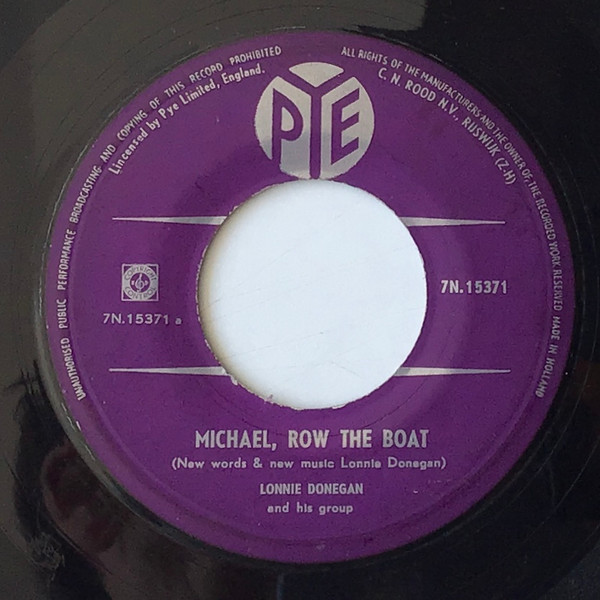 UNAUTHORISED PUBLIC PERFORMANCE BROADCASTING AND COPYING OF THIS RECORD PROHIBITED
Lincensed by Pye Limited, England.
ALL RIGHTS OF THE MANUFACTURERS AND THE OWNER OF THE RECORDED WORK RESERVED MADE IN HOLLAND
C. N. ROOD N.V., RIJSWIJK (Z-H)
PYE
7N.15371
7N.15371 a
MICHAEL, ROW THE BOAT
(New words & new music Lonnie Donegan)
LONNIE DONEGAN
and his group